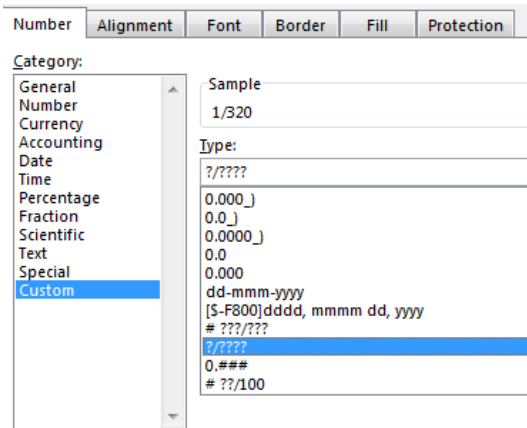 Number Alignment Font Border Fill Protection
Category:
General
Number
Currency
Accounting
Date
Time
Percentage
Fraction
Scientific
Text
Special
Custom
Sample
1/320
Type:
?/????
0.000_)
0.0_)
0.0000_)
0.0
0.000
dd-mmm-yyyy
[$-F800]dddd, mmmm dd, yyyy
# ???/???
?/????
0.###
# ??/100